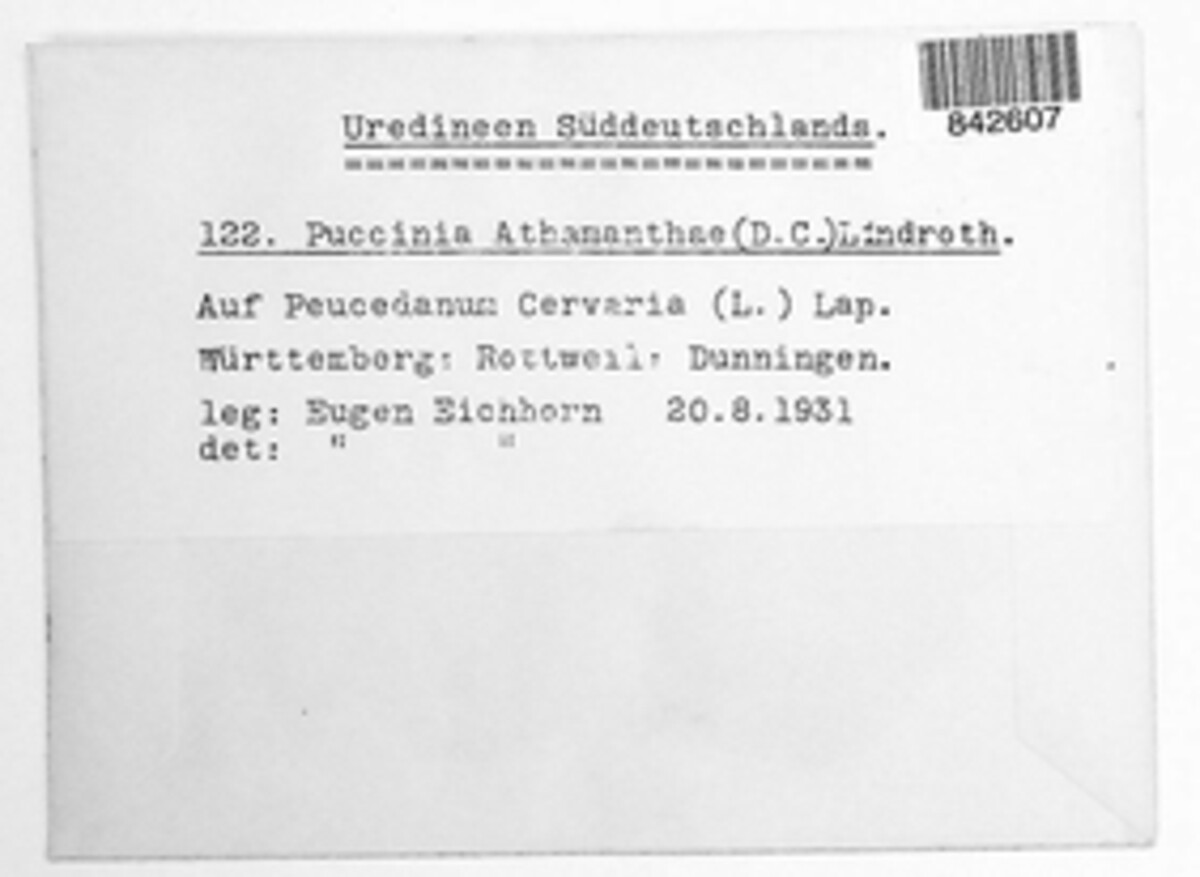 842607
Uredineen Süddeutschlands.
=========================
122. Puccinia Athamanthae(D.C.)Lindroth.
Auf Peucedanum Cervaria (L.) Lap.
Württemberg: Rottweil: Dunningen.
leg: Eugen Eichhorn 20.8.1931
det: " "